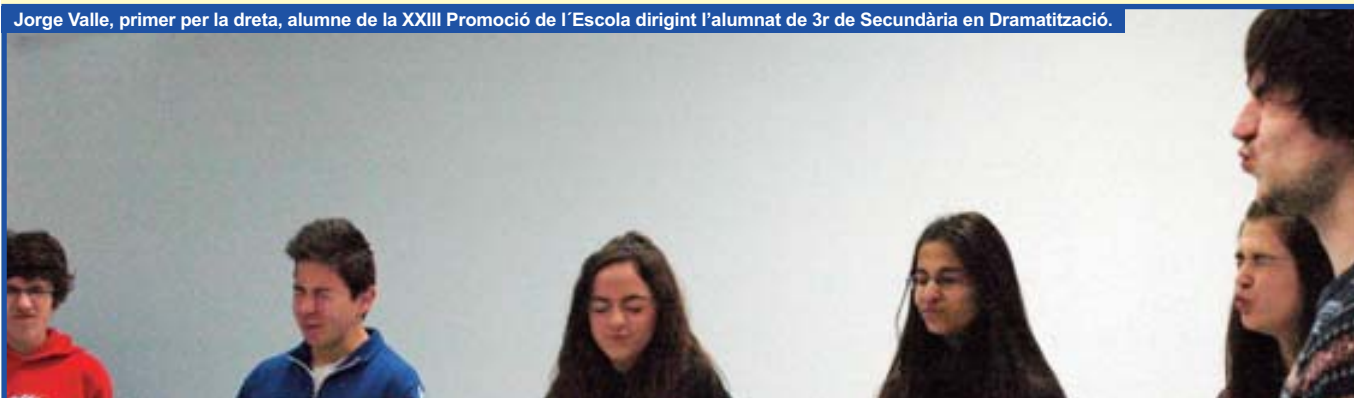 Jorge Valle, primer per la dreta, alumne de la XXIII Promoció de l´Escola dirigint l’alumnat de 3r de Secundària en Dramatització.